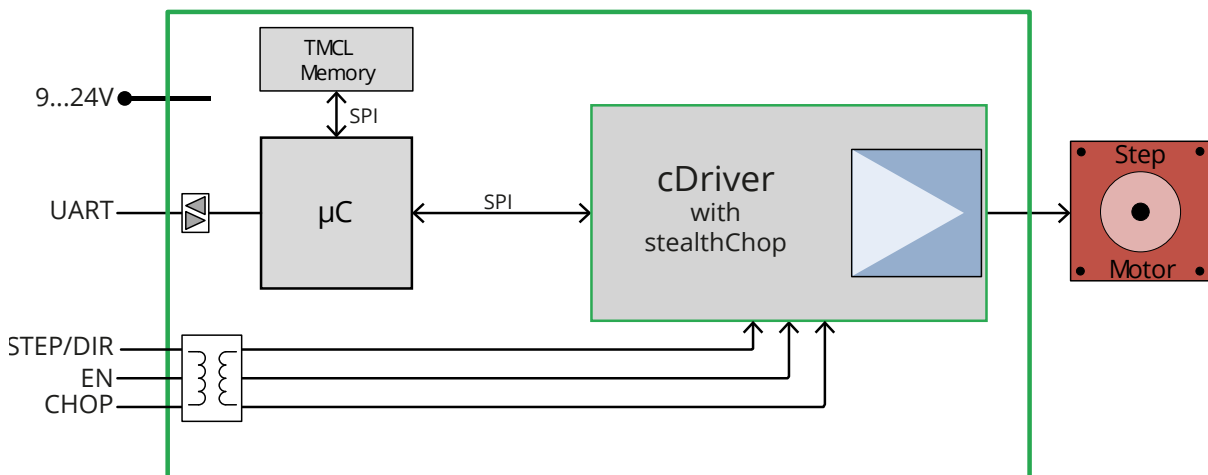 TMCL
Memory
9...24V
SPI
cDriver
with
stealthChop
Step
Motor
UART
µC
SPI
STEP/DIR
EN
CHOP